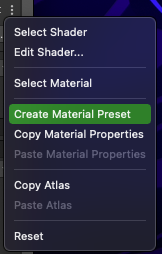 Select Shader
Edit Shader...
Select Material
Create Material Preset
Copy Material Properties
Paste Material Properties
Copy Atlas
Paste Atlas
Reset